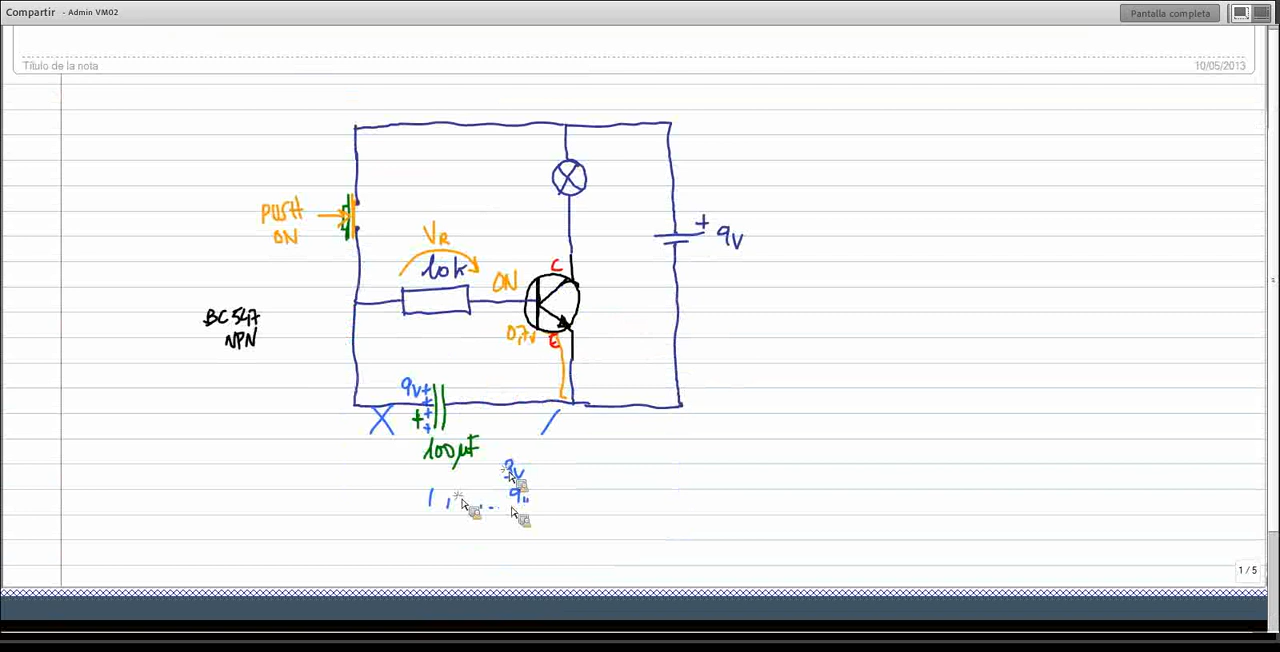 Compartir - Admin VM02
Pantalla completa
Título de la nota
10/05/2013
PUSH
ON
VR
10k
ON
C
+ 9V
BC547
NPN
0,7v
E
9V +
+ +
+
100µF
1 / 5